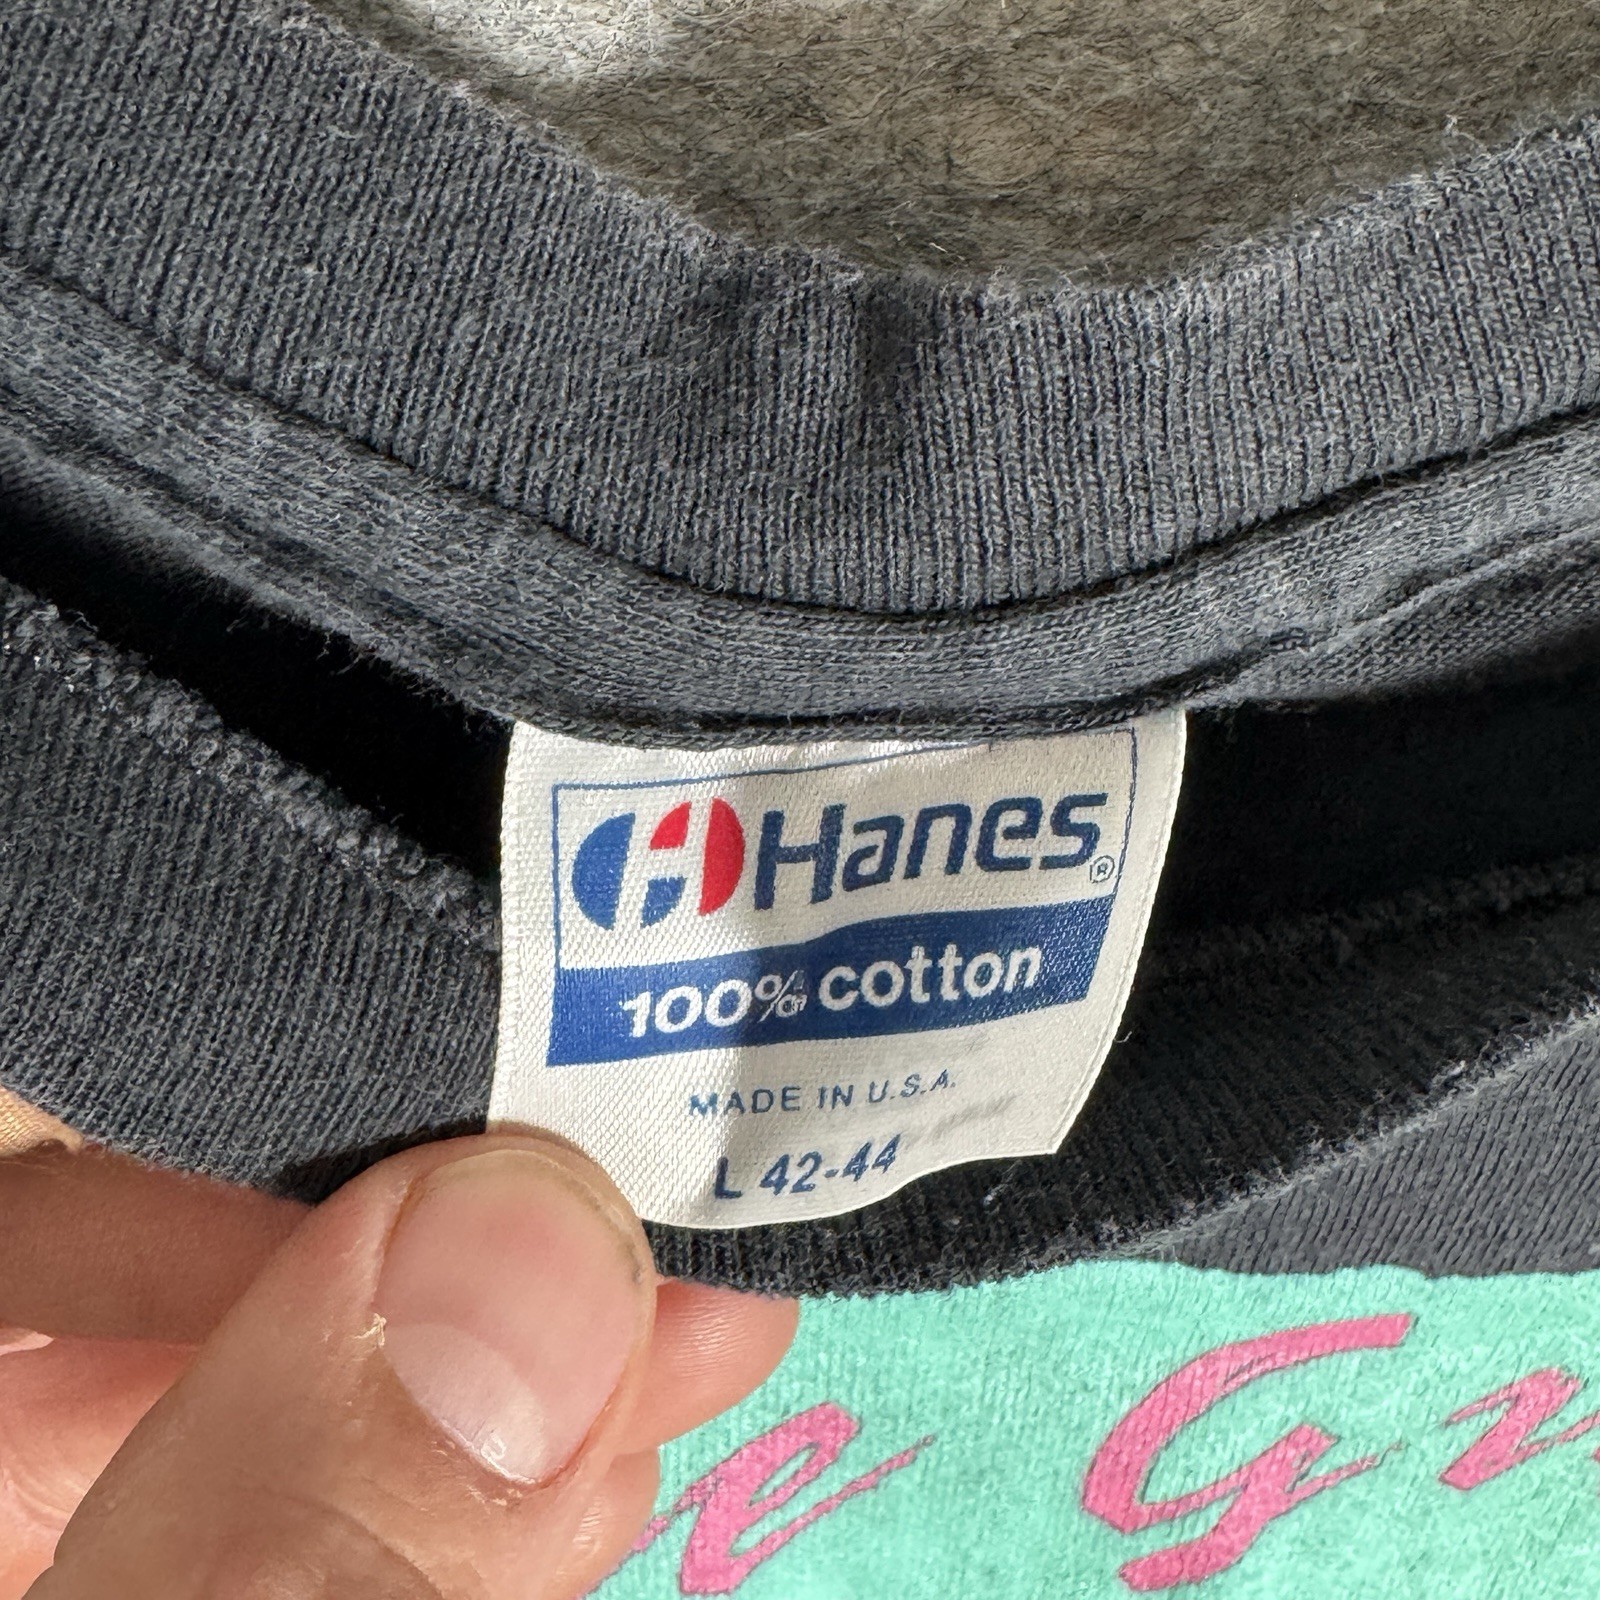 Hanes®
100% cotton
MADE IN U.S.A.
L 42-44